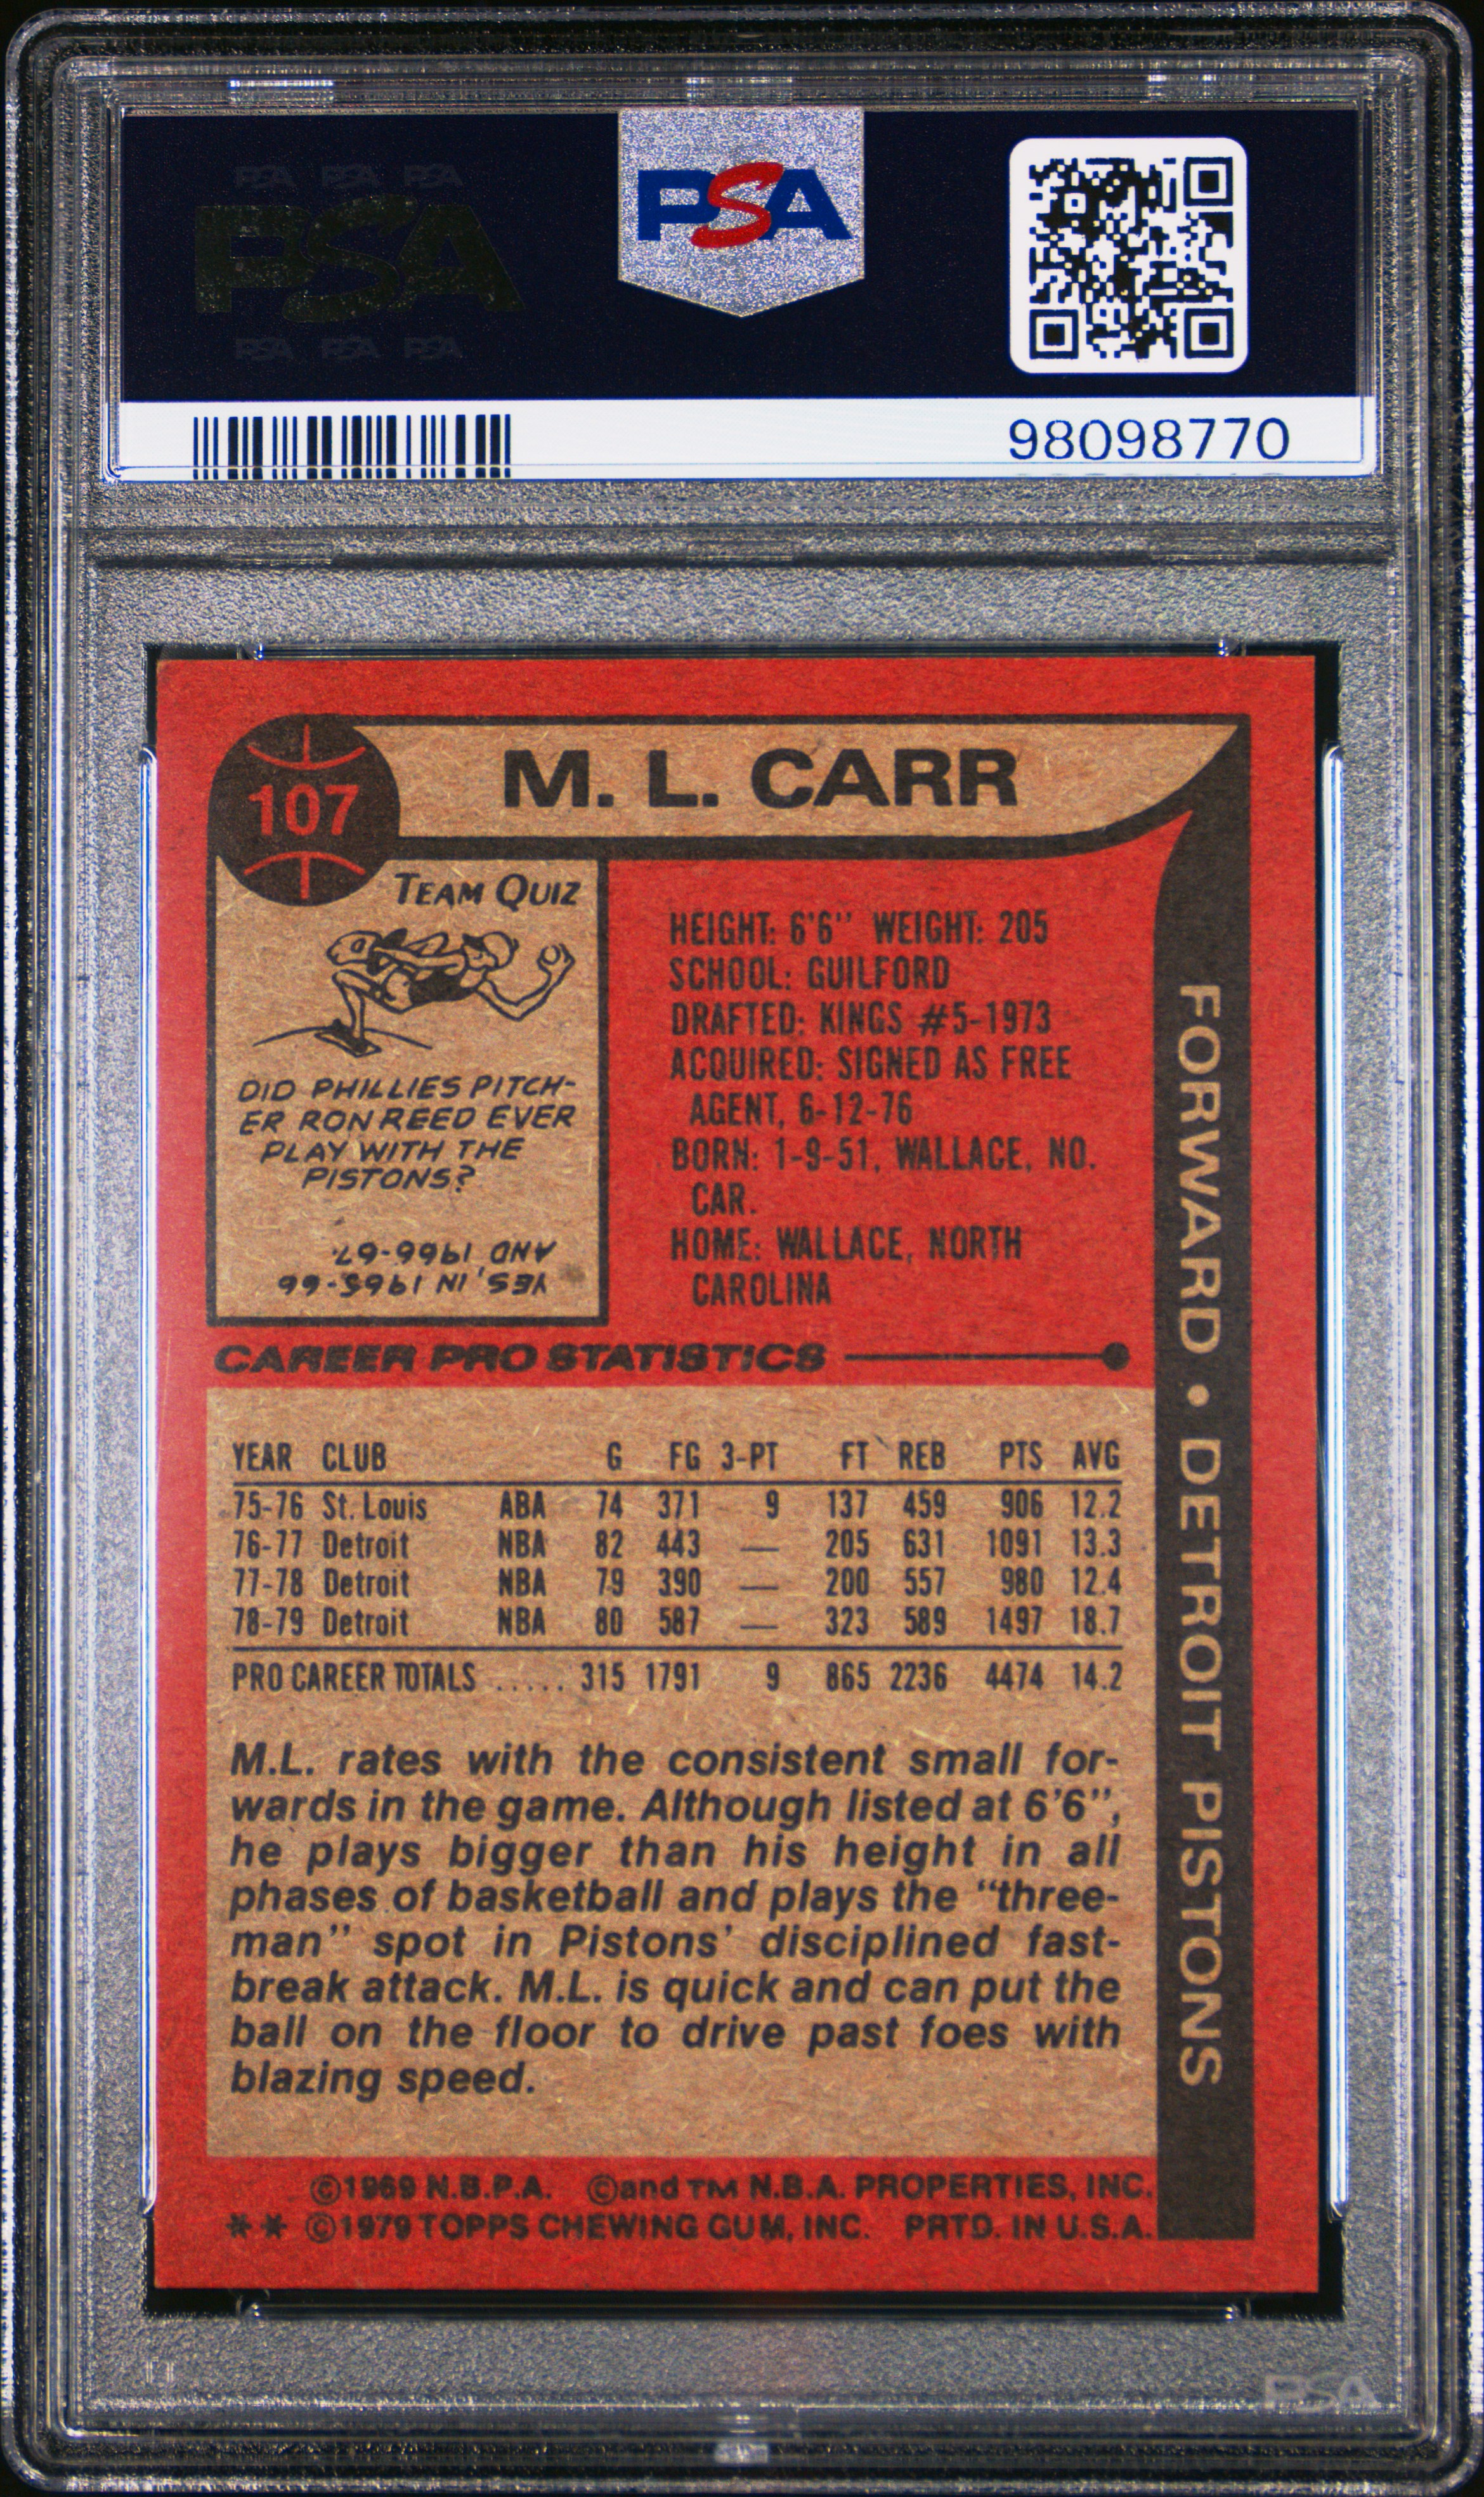 PSA PSA PSA
PSA
PSA PSA PSA
PSA
98098770
107
M. L. CARR
TEAM QUIZ
DID PHILLIES PITCH-
ER RON REED EVER
PLAY WITH THE
PISTONS?
YES, IN 1965-66
AND 1966-67.
HEIGHT: 6'6'' WEIGHT: 205
SCHOOL: GUILFORD
DRAFTED: KINGS #5-1973
ACQUIRED: SIGNED AS FREE
AGENT, 6-12-76
BORN: 1-9-51, WALLACE, NO.
CAR.
HOME: WALLACE, NORTH
CAROLINA
FORWARD • DETROIT PISTONS
CAREER PRO STATISTICS
YEAR CLUB G FG 3-PT FT REB PTS AVG
75-76 St. Louis ABA 74 371 9 137 459 906 12.2
76-77 Detroit NBA 82 443 — 205 631 1091 13.3
77-78 Detroit NBA 79 390 — 200 557 980 12.4
78-79 Detroit NBA 80 587 — 323 589 1497 18.7
PRO CAREER TOTALS ..... 315 1791 9 865 2236 4474 14.2
M.L. rates with the consistent small for-
wards in the game. Although listed at 6'6'',
he plays bigger than his height in all
phases of basketball and plays the "three-
man" spot in Pistons' disciplined fast-
break attack. M.L. is quick and can put the
ball on the floor to drive past foes with
blazing speed.
©1969 N.B.P.A. ©and TM N.B.A. PROPERTIES, INC.
** ©1979 TOPPS CHEWING GUM, INC. PRTD. IN U.S.A.
PSA